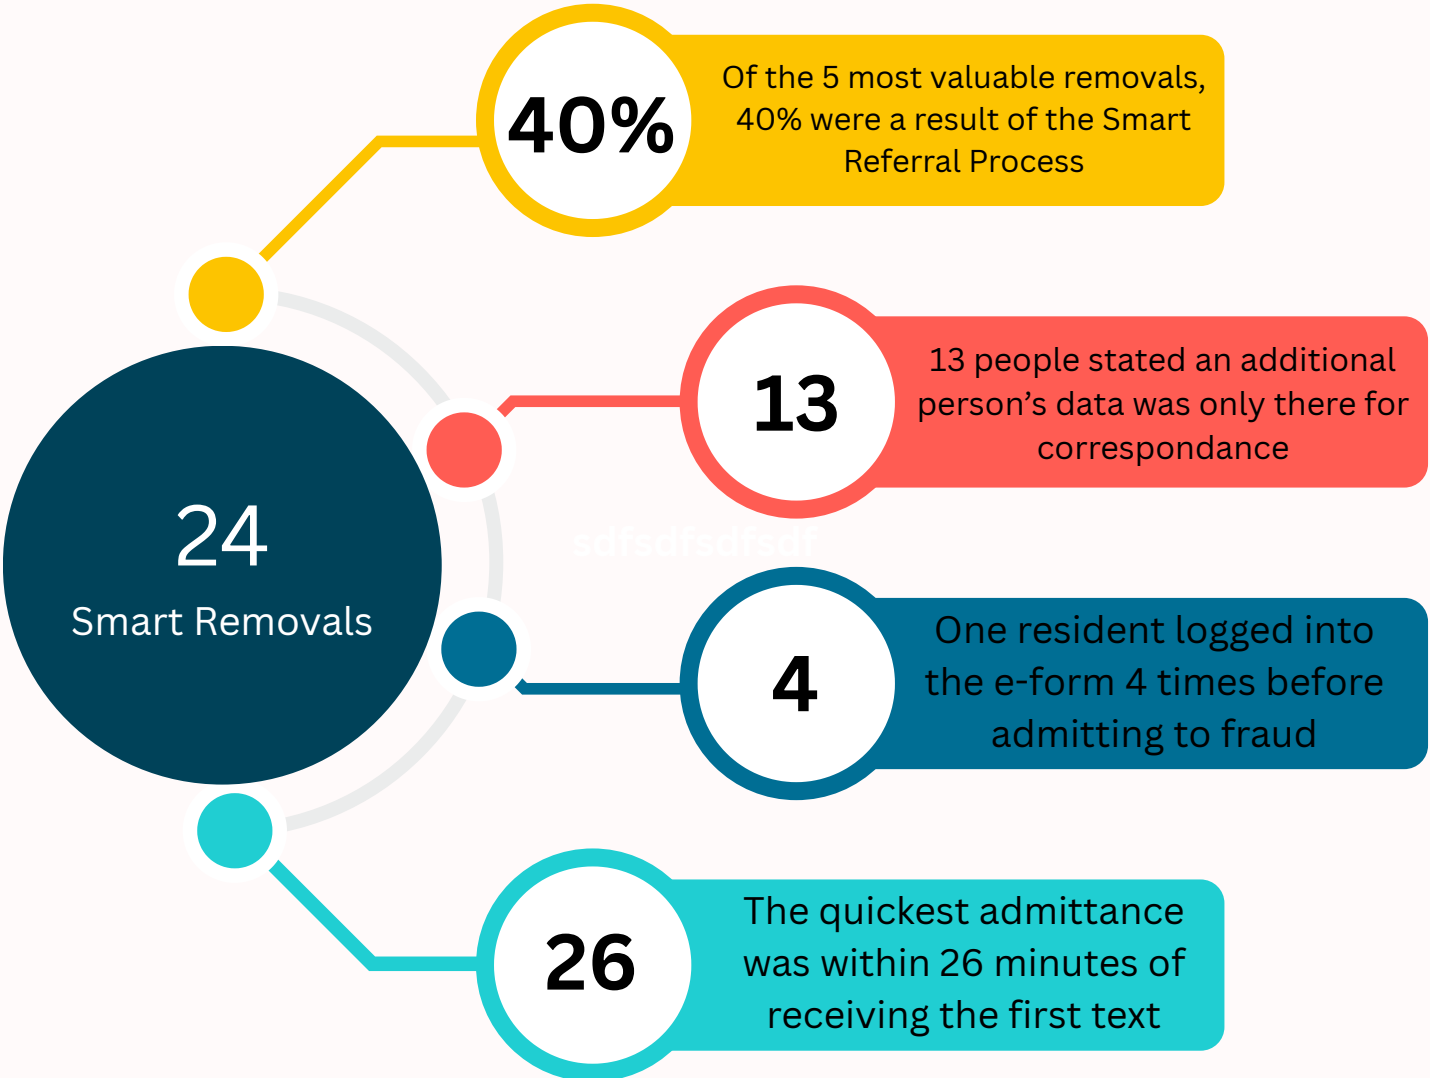 40%
Of the 5 most valuable removals,
40% were a result of the Smart
Referral Process
13
13 people stated an additional
person’s data was only there for
correspondance
24
Smart Removals
sdfsdfsdfsdf
4
One resident logged into
the e-form 4 times before
admitting to fraud
26
The quickest admittance
was within 26 minutes of
receiving the first text